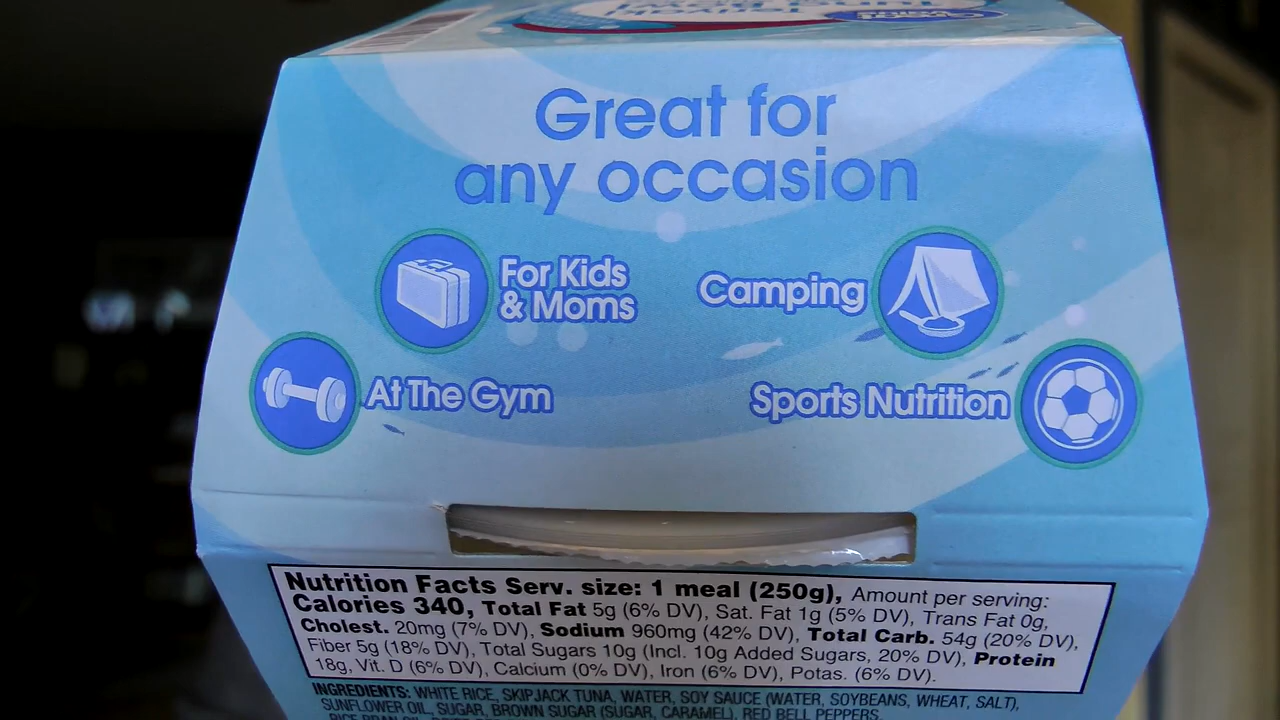 Great for
any occasion
For Kids
& Moms
Camping
At The Gym
Sports Nutrition
Nutrition Facts Serv. size: 1 meal (250g), Amount per serving:
Calories 340, Total Fat 5g (6% DV), Sat. Fat 1g (5% DV), Trans Fat 0g,
Cholest. 20mg (7% DV), Sodium 960mg (42% DV), Total Carb. 54g (20% DV),
Fiber 5g (18% DV), Total Sugars 10g (Incl. 10g Added Sugars, 20% DV), Protein
18g, Vit. D (6% DV), Calcium (0% DV), Iron (6% DV), Potas. (6% DV).
INGREDIENTS: WHITE RICE, SKIPJACK TUNA, WATER, SOY SAUCE (WATER, SOYBEANS, WHEAT, SALT),
SUNFLOWER OIL, SUGAR, BROWN SUGAR (SUGAR, CARAMEL), RED BELL PEPPERS,